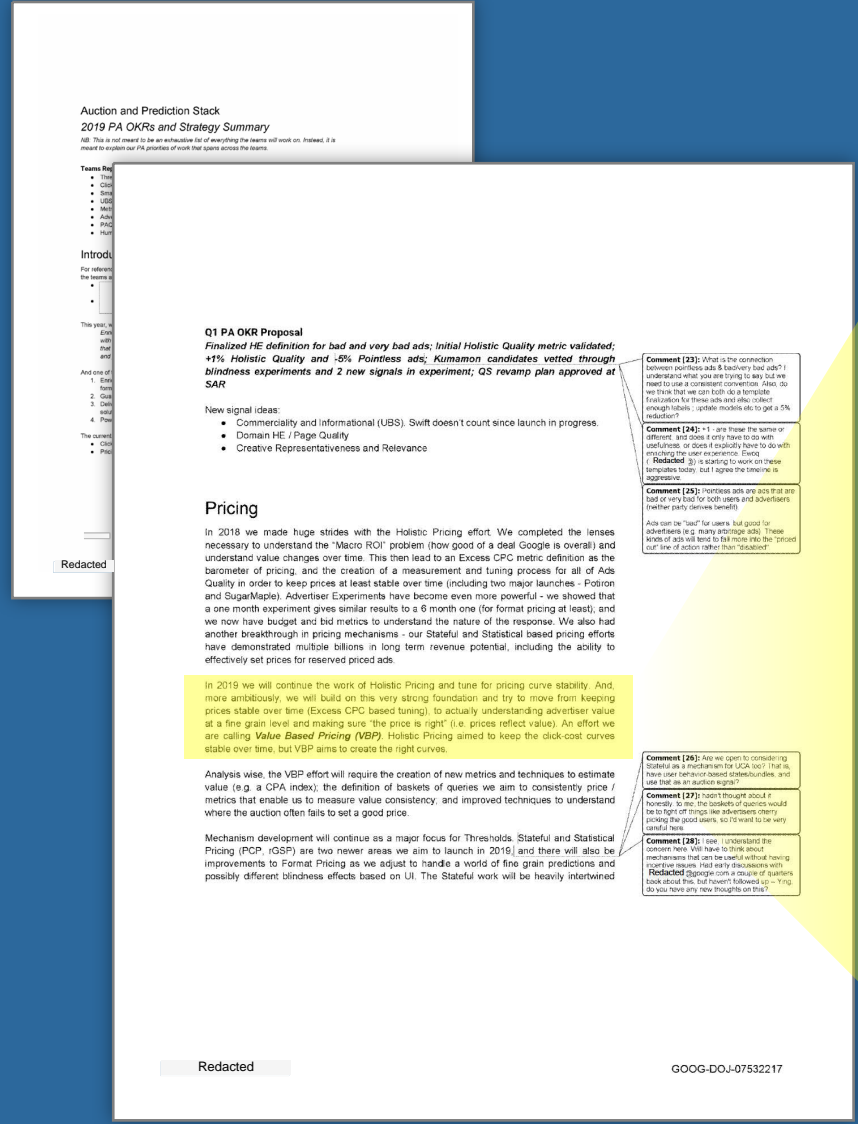 Auction and Prediction Stack
2019 PA OKRs and Strategy Summary
NB: This is not meant to be an exhaustive list of everything the teams will work on. Instead, it is
meant to explain our PA priorities of work that spans across the teams.
Teams Rep
• Thre
• Click
• Sma
• UBS
• Metr
• Adve
• PAC
• Hum
Introdu
For referenc
the teams a
This year, w
Enri
with
that
and
And one of
1. Enri
form
2. Gua
3. Deliv
solu
4. Pow
The current
• Click
• Pric
Redacted
Q1 PA OKR Proposal
Finalized HE definition for bad and very bad ads; Initial Holistic Quality metric validated;
+1% Holistic Quality and -5% Pointless ads; Kumamon candidates vetted through
blindness experiments and 2 new signals in experiment; QS revamp plan approved at
SAR
New signal ideas:
• Commerciality and Informational (UBS). Swift doesn't count since launch in progress.
• Domain HE / Page Quality
• Creative Representativeness and Relevance
Pricing
In 2018 we made huge strides with the Holistic Pricing effort. We completed the lenses
necessary to understand the "Macro ROI" problem (how good of a deal Google is overall) and
understand value changes over time. This then lead to an Excess CPC metric definition as the
barometer of pricing, and the creation of a measurement and tuning process for all of Ads
Quality in order to keep prices at least stable over time (including two major launches - Potiron
and SugarMaple). Advertiser Experiments have become even more powerful - we showed that
a one month experiment gives similar results to a 6 month one (for format pricing at least); and
we now have budget and bid metrics to understand the nature of the response. We also had
another breakthrough in pricing mechanisms - our Stateful and Statistical based pricing efforts
have demonstrated multiple billions in long term revenue potential, including the ability to
effectively set prices for reserved priced ads.
In 2019 we will continue the work of Holistic Pricing and tune for pricing curve stability. And,
more ambitiously, we will build on this very strong foundation and try to move from keeping
prices stable over time (Excess CPC based tuning), to actually understanding advertiser value
at a fine grain level and making sure "the price is right" (i.e. prices reflect value). An effort we
are calling Value Based Pricing (VBP). Holistic Pricing aimed to keep the click-cost curves
stable over time, but VBP aims to create the right curves.
Analysis wise, the VBP effort will require the creation of new metrics and techniques to estimate
value (e.g. a CPA index); the definition of baskets of queries we aim to consistently price /
metrics that enable us to measure value consistency; and improved techniques to understand
where the auction often fails to set a good price.
Mechanism development will continue as a major focus for Thresholds. Stateful and Statistical
Pricing (PCP, rGSP) are two newer areas we aim to launch in 2019, and there will also be
improvements to Format Pricing as we adjust to handle a world of fine grain predictions and
possibly different blindness effects based on UI. The Stateful work will be heavily intertwined
Comment [23]: What is the connection
between pointless ads & bad/very bad ads? I
understand what you are trying to say but we
need to use a consistent convention. Also, do
we think that we can both do a template
finalization for these ads and also collect
enough labels ; update models etc to get a 5%
reduction?
Comment [24]: +1 - are these the same or
different, and does it only have to do with
usefulness, or does it explicitly have to do with
enriching the user experience. Ewoq
( Redacted @) is starting to work on these
templates today, but I agree the timeline is
aggressive.
Comment [25]: Pointless ads are ads that are
bad or very bad for both users and advertisers
(neither party derives benefit).
Ads can be "bad" for users, but good for
advertisers (e.g. many arbitrage ads). These
kinds of ads will tend to fall more into the "priced
out" line of action rather than "disabled"
Comment [26]: Are we open to considering
Stateful as a mechanism for UCA too? That is,
have user behavior-based states/bundles, and
use that as an auction signal?
Comment [27]: hadn't thought about it
honestly. to me, the baskets of queries would
be to fight off things like advertisers cherry
picking the good users, so I'd want to be very
careful here.
Comment [28]: I see, I understand the
concern here. Will have to think about
mechanisms that can be useful without having
incentive issues. Had early discussions with
Redacted @google.com a couple of quarters
back about this, but haven't followed up -- Ying,
do you have any new thoughts on this?
Redacted
GOOG-DOJ-07532217